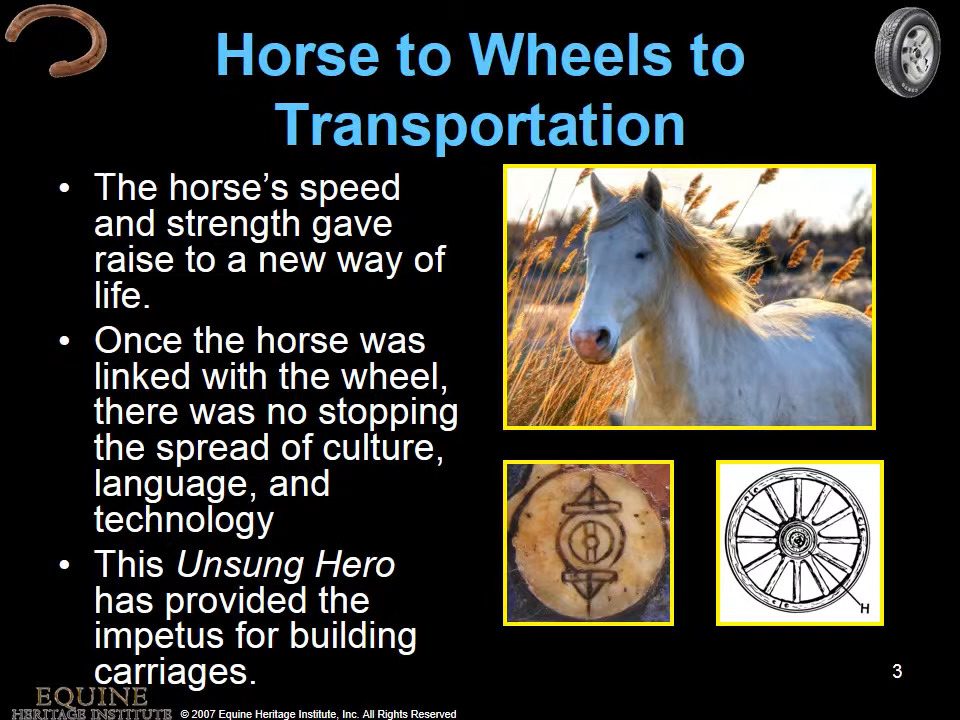 Horse to Wheels to
Transportation
• The horse’s speed
and strength gave
raise to a new way of
life.
• Once the horse was
linked with the wheel,
there was no stopping
the spread of culture,
language, and
technology
• This Unsung Hero
has provided the
impetus for building
carriages.
H
3
EQUINE
HERITAGE INSTITUTE
© 2007 Equine Heritage Institute, Inc. All Rights Reserved